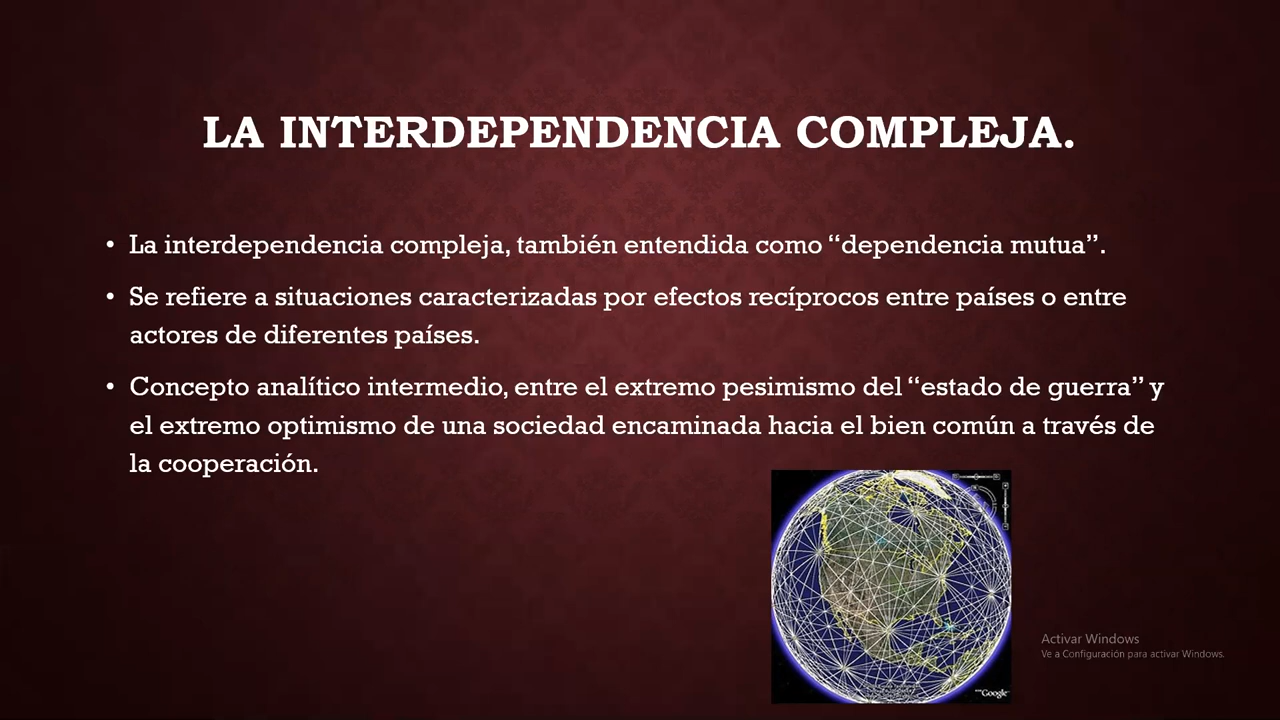 LA INTERDEPENDENCIA COMPLEJA.
• La interdependencia compleja, también entendida como “dependencia mutua”.
• Se refiere a situaciones caracterizadas por efectos recíprocos entre países o entre
actores de diferentes países.
• Concepto analítico intermedio, entre el extremo pesimismo del “estado de guerra” y
el extremo optimismo de una sociedad encaminada hacia el bien común a través de
la cooperación.
Activar Windows
Ve a Configuración para activar Windows.
Google